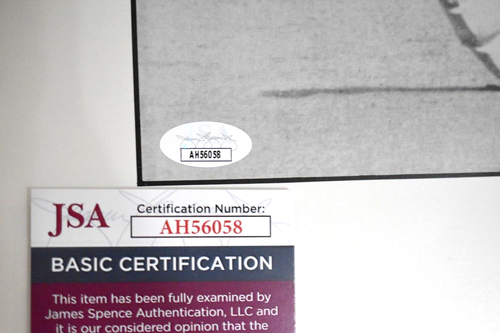 AH56058
JSA
Certification Number:
AH56058
BASIC CERTIFICATION
This item has been fully examined by
James Spence Authentication, LLC and
it is our considered opinion that the